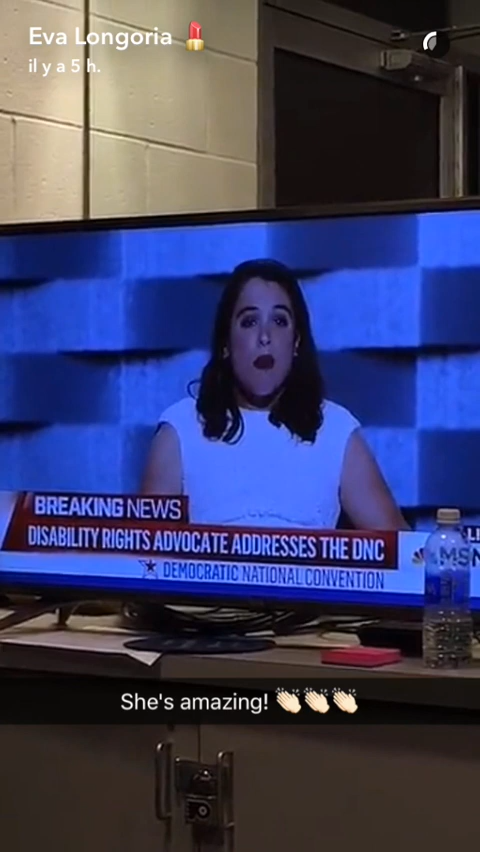 Eva Longoria 💄
il y a 5 h.
BREAKING NEWS
DISABILITY RIGHTS ADVOCATE ADDRESSES THE DNC
DEMOCRATIC NATIONAL CONVENTION
She's amazing! 👏🏻👏🏻👏🏻